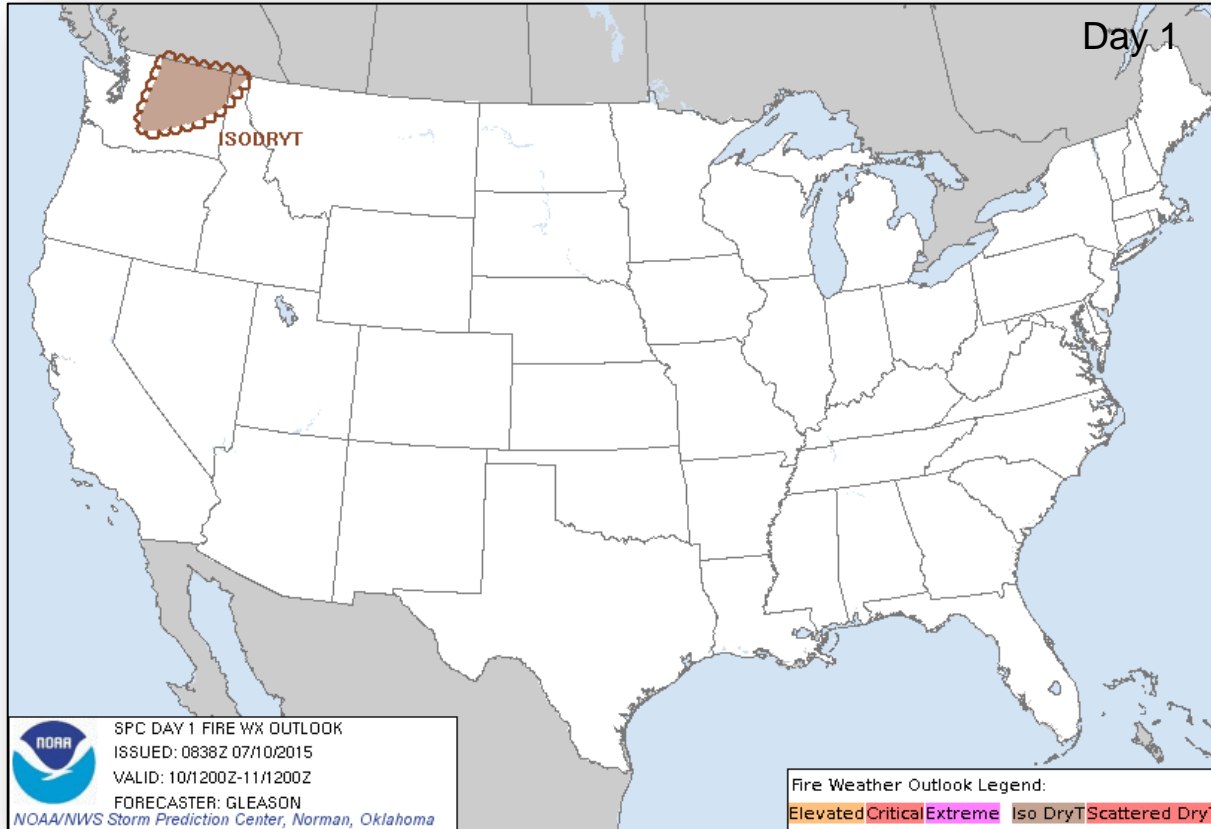 Day 1
ISODRYT
NOAA
SPC DAY 1 FIRE WX OUTLOOK
ISSUED: 0838Z 07/10/2015
VALID: 10/1200Z-11/1200Z
FORECASTER: GLEASON
NOAA/NWS Storm Prediction Center, Norman, Oklahoma
Fire Weather Outlook Legend:
Elevated Critical Extreme Iso DryT Scattered DryT